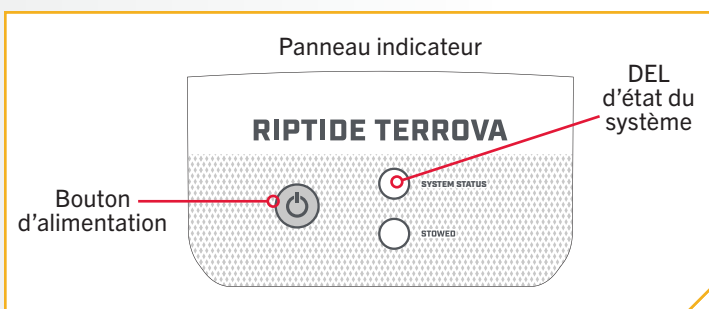 Panneau indicateur
DEL
d'état du
système
RIPTIDE TERROVA
SYSTEM STATUS
Bouton
d'alimentation
STOWED